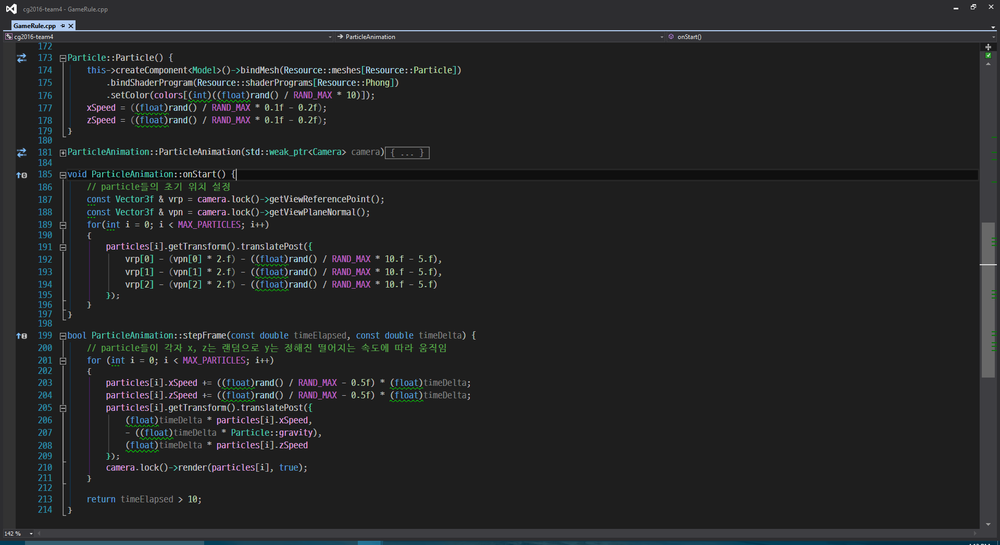 cg2016-team4 - GameRule.cpp
GameRule.cpp
cg2016-team4 ParticleAnimation onStart()
172
173 Particle::Particle() {
174 this->createComponent<Model>()->bindMesh(Resource::meshes[Resource::Particle])
175 .bindShaderProgram(Resource::shaderPrograms[Resource::Phong])
176 .setColor(colors[(int)((float)rand() / RAND_MAX * 10)]);
177 xSpeed = ((float)rand() / RAND_MAX * 0.1f - 0.2f);
178 zSpeed = ((float)rand() / RAND_MAX * 0.1f - 0.2f);
179 }
180
181 ParticleAnimation::ParticleAnimation(std::weak_ptr<Camera> camera){ ... }
184
185 void ParticleAnimation::onStart() {
186 // particle들의 초기 위치 설정
187 const Vector3f & vrp = camera.lock()->getViewReferencePoint();
188 const Vector3f & vpn = camera.lock()->getViewPlaneNormal();
189 for(int i = 0; i < MAX_PARTICLES; i++)
190 {
191 particles[i].getTransform().translatePost({
192 vrp[0] - (vpn[0] * 2.f) - ((float)rand() / RAND_MAX * 10.f - 5.f),
193 vrp[1] - (vpn[1] * 2.f) - ((float)rand() / RAND_MAX * 10.f - 5.f),
194 vrp[2] - (vpn[2] * 2.f) - ((float)rand() / RAND_MAX * 10.f - 5.f)
195 });
196 }
197 }
198
199 bool ParticleAnimation::stepFrame(const double timeElapsed, const double timeDelta) {
200 // particle들이 각자 x, z는 랜덤으로 y는 정해진 떨어지는 속도에 따라 움직임
201 for (int i = 0; i < MAX_PARTICLES; i++)
202 {
203 particles[i].xSpeed += ((float)rand() / RAND_MAX - 0.5f) * (float)timeDelta;
204 particles[i].zSpeed += ((float)rand() / RAND_MAX - 0.5f) * (float)timeDelta;
205 particles[i].getTransform().translatePost({
206 (float)timeDelta * particles[i].xSpeed,
207 - ((float)timeDelta * Particle::gravity),
208 (float)timeDelta * particles[i].zSpeed
209 });
210 camera.lock()->render(particles[i], true);
211 }
212
213 return timeElapsed > 10;
214 }
142 %